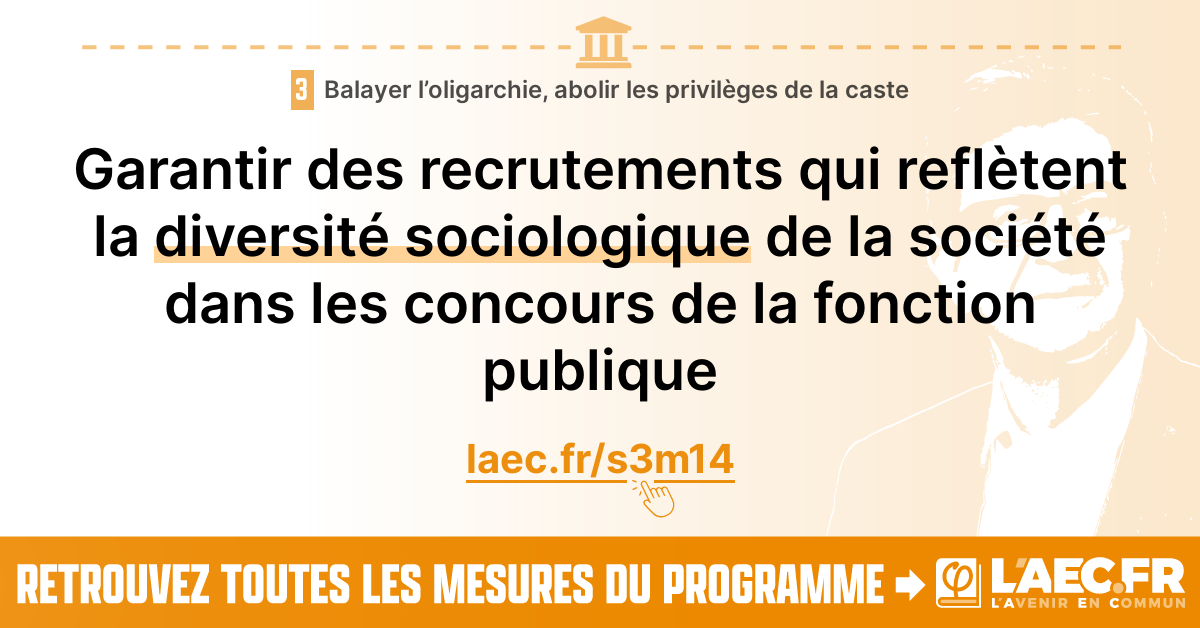 3 Balayer l’oligarchie, abolir les privilèges de la caste
Garantir des recrutements qui reflètent
la diversité sociologique de la société
dans les concours de la fonction
publique
laec.fr/s3m14
RETROUVEZ TOUTES LES MESURES DU PROGRAMME
φ L'AEC.FR
L'AVENIR EN COMMUN